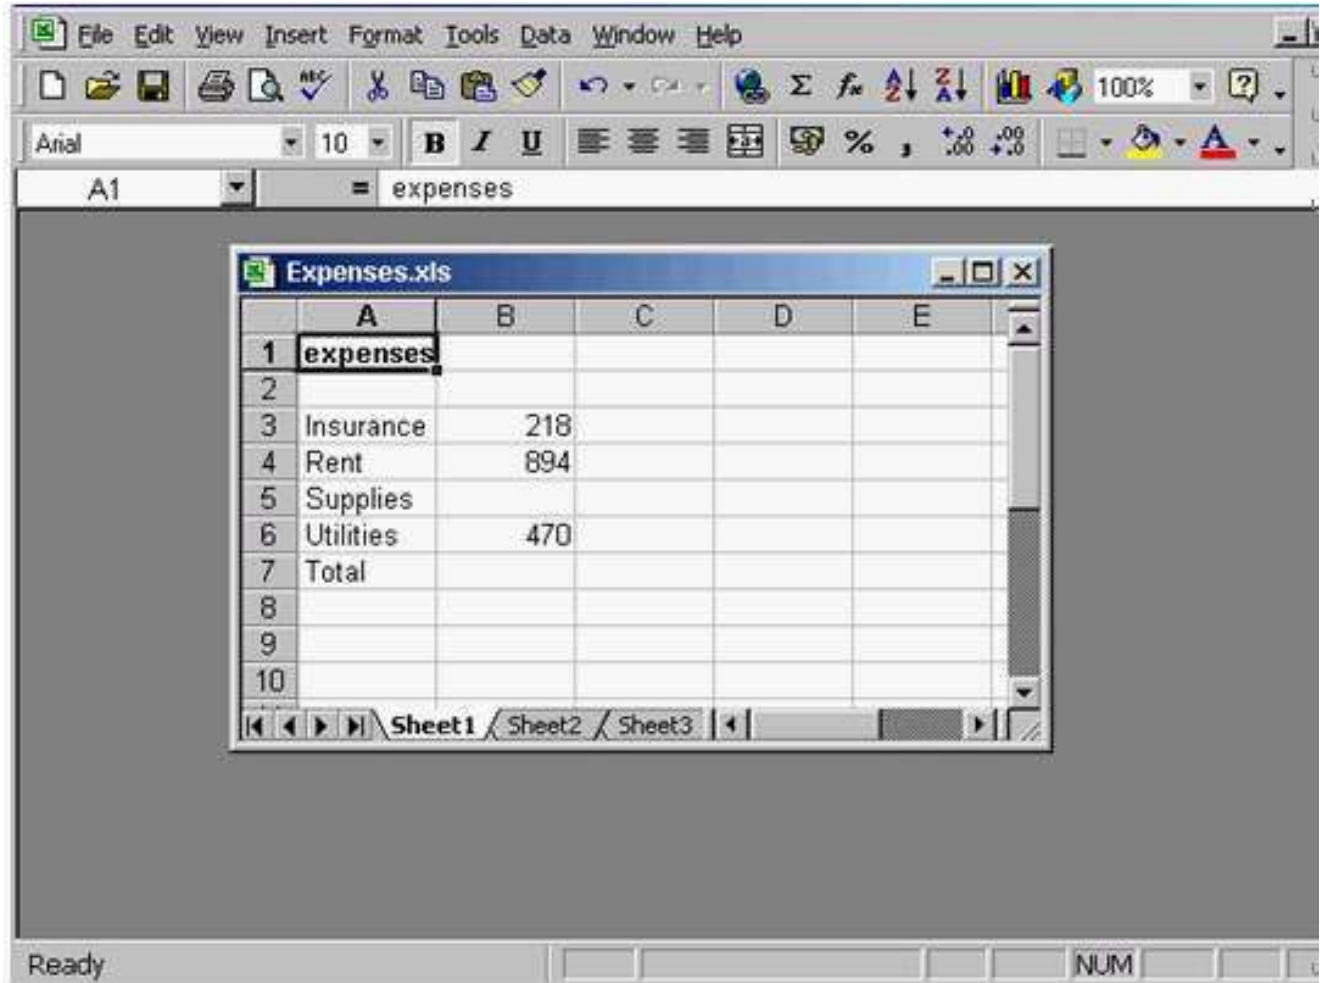 File Edit View Insert Format Tools Data Window Help
100%
Arial 10 B I U % ,
A1 = expenses
Expenses.xls
A B C D E
1 expenses
2
3 Insurance 218
4 Rent 894
5 Supplies
6 Utilities 470
7 Total
8
9
10
Sheet1 Sheet2 Sheet3
Ready NUM